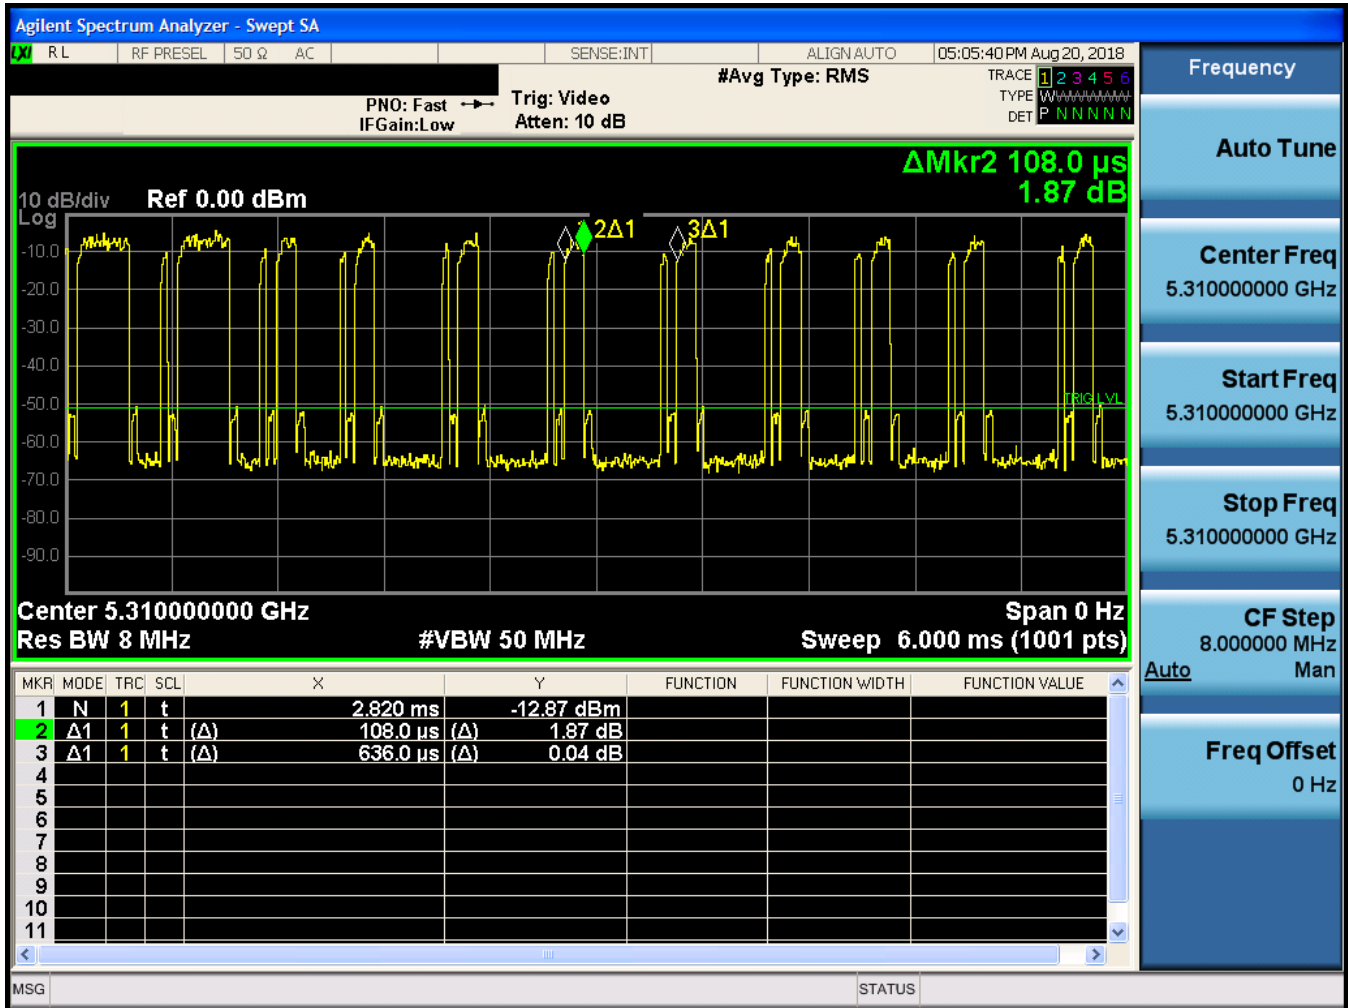 Agilent Spectrum Analyzer - Swept SA
LXI RL RF PRESEL 50 Ω AC SENSE:INT ALIGN AUTO 05:05:40 PM Aug 20, 2018
#Avg Type: RMS TRACE 1 2 3 4 5 6
PNO: Fast Trig: Video TYPE W
IFGain:Low Atten: 10 dB DET P N N N N N
ΔMkr2 108.0 µs
1.87 dB
10 dB/div Ref 0.00 dBm
Log
2Δ1 3Δ1
-10.0
-20.0
-30.0
-40.0
-50.0
TRIG LVL
-60.0
-70.0
-80.0
-90.0
Center 5.310000000 GHz Span 0 Hz
Res BW 8 MHz #VBW 50 MHz Sweep 6.000 ms (1001 pts)
MKR MODE TRC SCL X Y FUNCTION FUNCTION WIDTH FUNCTION VALUE
1 N 1 t 2.820 ms -12.87 dBm
2 Δ1 1 t (Δ) 108.0 µs (Δ) 1.87 dB
3 Δ1 1 t (Δ) 636.0 µs (Δ) 0.04 dB
4
5
6
7
8
9
10
11
MSG STATUS
Frequency
Auto Tune
Center Freq
5.310000000 GHz
Start Freq
5.310000000 GHz
Stop Freq
5.310000000 GHz
CF Step
8.000000 MHz
Auto Man
Freq Offset
0 Hz